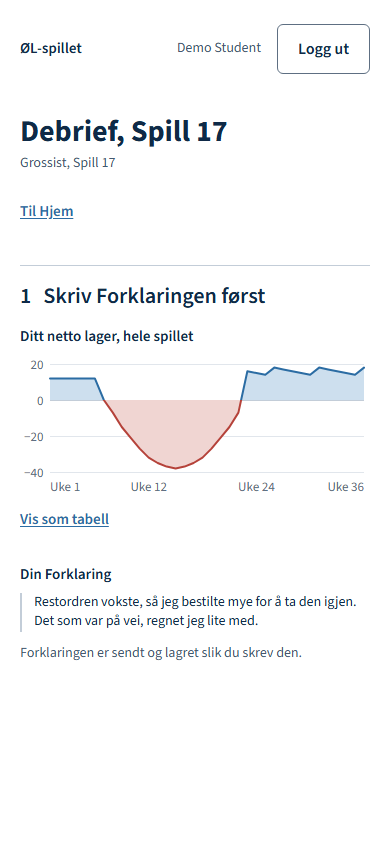 ØL-spillet
Demo Student
Logg ut
Debrief, Spill 17
Grossist, Spill 17
Til Hjem
1 Skriv Forklaringen først
Ditt netto lager, hele spillet
20
0
−20
−40
Uke 1
Uke 12
Uke 24
Uke 36
Vis som tabell
Din Forklaring
Restordren vokste, så jeg bestilte mye for å ta den igjen.
Det som var på vei, regnet jeg lite med.
Forklaringen er sendt og lagret slik du skrev den.